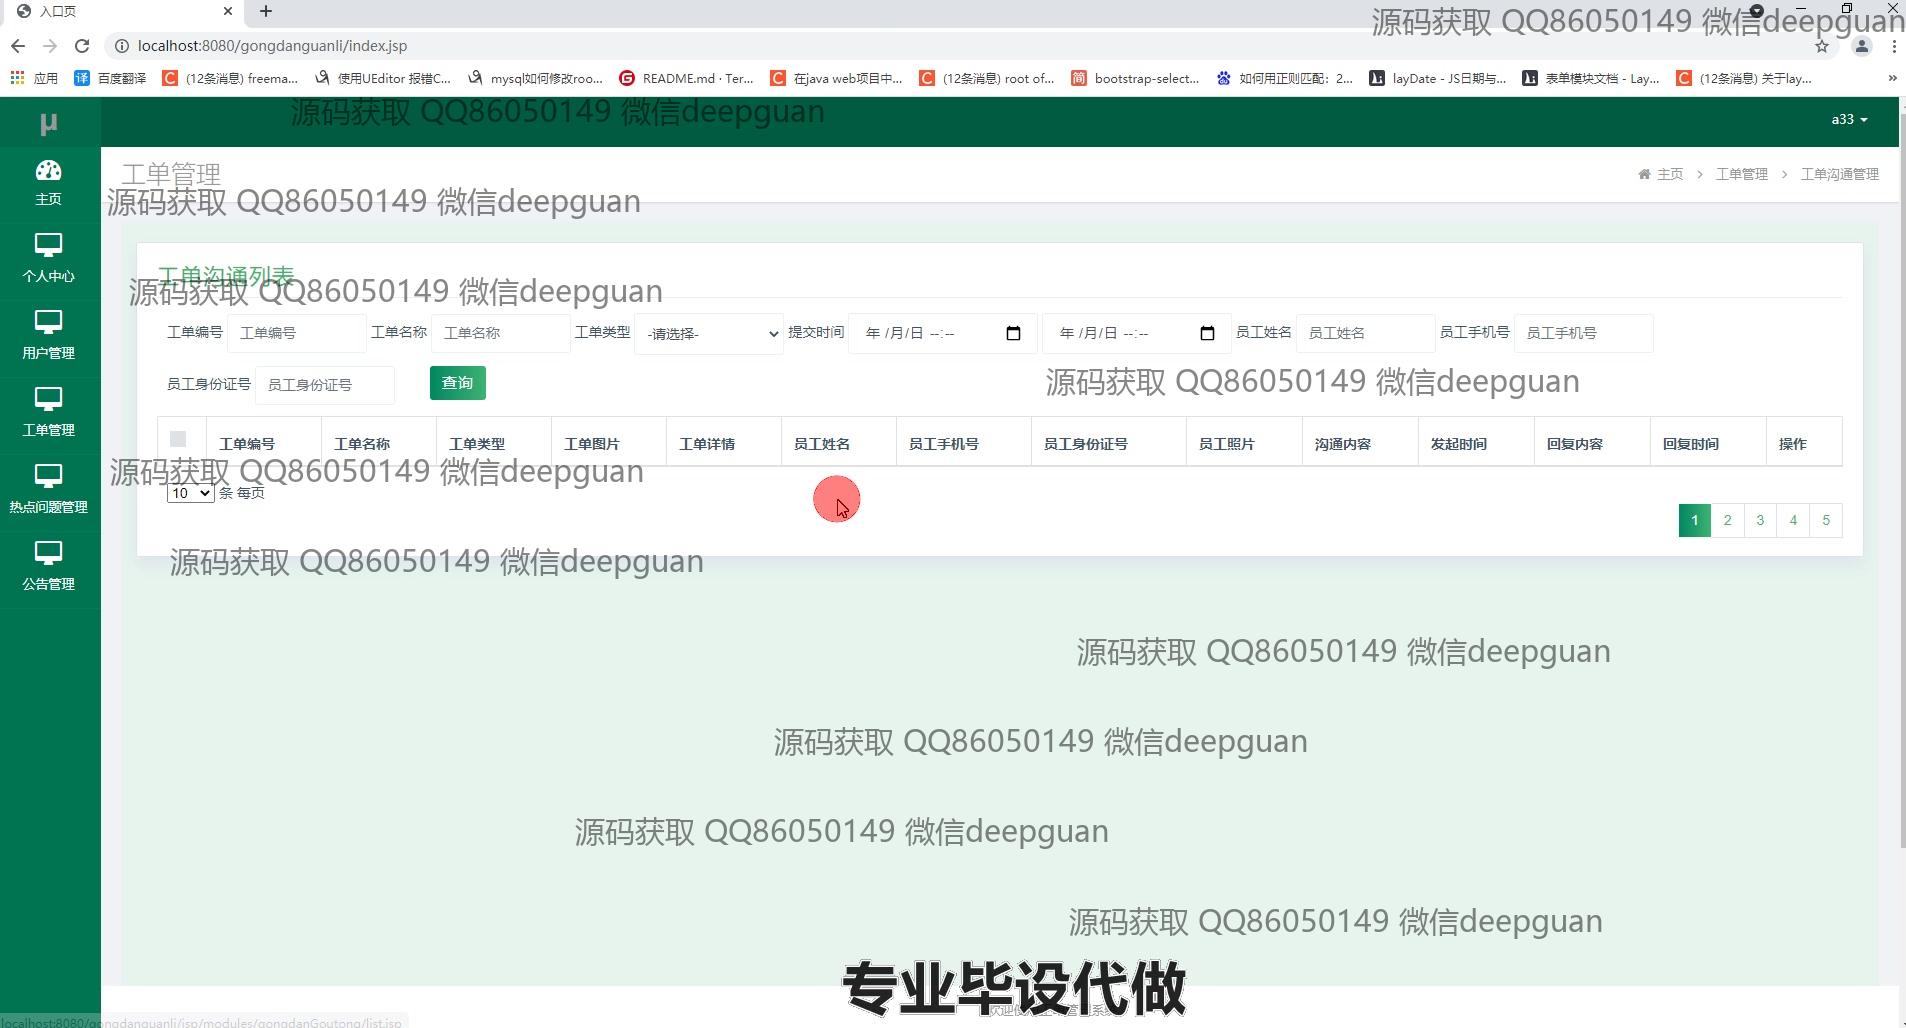 入口页
localhost:8080/gongdanguanli/index.jsp
源码获取 QQ86050149 微信deepguan
应用 百度翻译 (12条消息) freema... 使用UEditor 报错C... mysql如何修改roo... README.md · Ter... 在java web项目中... (12条消息) root of... bootstrap-select... 如何用正则匹配：2... layDate - JS日期与... 表单模块文档 - Lay... (12条消息) 关于lay...
源码获取 QQ86050149 微信deepguan
μ
a33
主页
个人中心
用户管理
工单管理
热点问题管理
公告管理
工单管理
主页 > 工单管理 > 工单沟通管理
源码获取 QQ86050149 微信deepguan
工单沟通列表
源码获取 QQ86050149 微信deepguan
工单编号 工单编号 工单名称 工单名称 工单类型 -请选择- 提交时间 年 /月/日 --:-- 年 /月/日 --:-- 员工姓名 员工姓名 员工手机号 员工手机号
员工身份证号 员工身份证号 查询
源码获取 QQ86050149 微信deepguan
工单编号 工单名称 工单类型 工单图片 工单详情 员工姓名 员工手机号 员工身份证号 员工照片 沟通内容 发起时间 回复内容 回复时间 操作
源码获取 QQ86050149 微信deepguan
10 条 每页
1 2 3 4 5
源码获取 QQ86050149 微信deepguan
源码获取 QQ86050149 微信deepguan
源码获取 QQ86050149 微信deepguan
源码获取 QQ86050149 微信deepguan
源码获取 QQ86050149 微信deepguan
专业毕设代做
localhost:8080/gongdanguanli/jsp/modules/gongdanGoutong/list.jsp